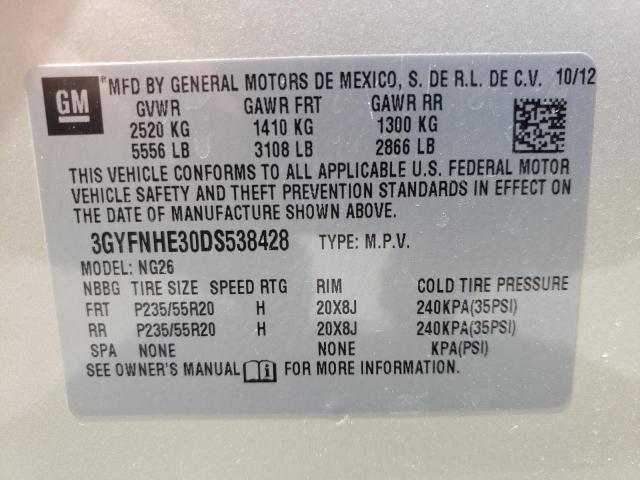 GM ® MFD BY GENERAL MOTORS DE MEXICO, S. DE R.L. DE C.V. 10/12
GVWR GAWR FRT GAWR RR
2520 KG 1410 KG 1300 KG
5556 LB 3108 LB 2866 LB
THIS VEHICLE CONFORMS TO ALL APPLICABLE U.S. FEDERAL MOTOR
VEHICLE SAFETY AND THEFT PREVENTION STANDARDS IN EFFECT ON
THE DATE OF MANUFACTURE SHOWN ABOVE.
3GYFNHE30DS538428 TYPE: M.P.V.
MODEL: NG26
NBBG TIRE SIZE SPEED RTG RIM COLD TIRE PRESSURE
FRT P235/55R20 H 20X8J 240KPA(35PSI)
RR P235/55R20 H 20X8J 240KPA(35PSI)
SPA NONE NONE KPA(PSI)
SEE OWNER'S MANUAL i FOR MORE INFORMATION.